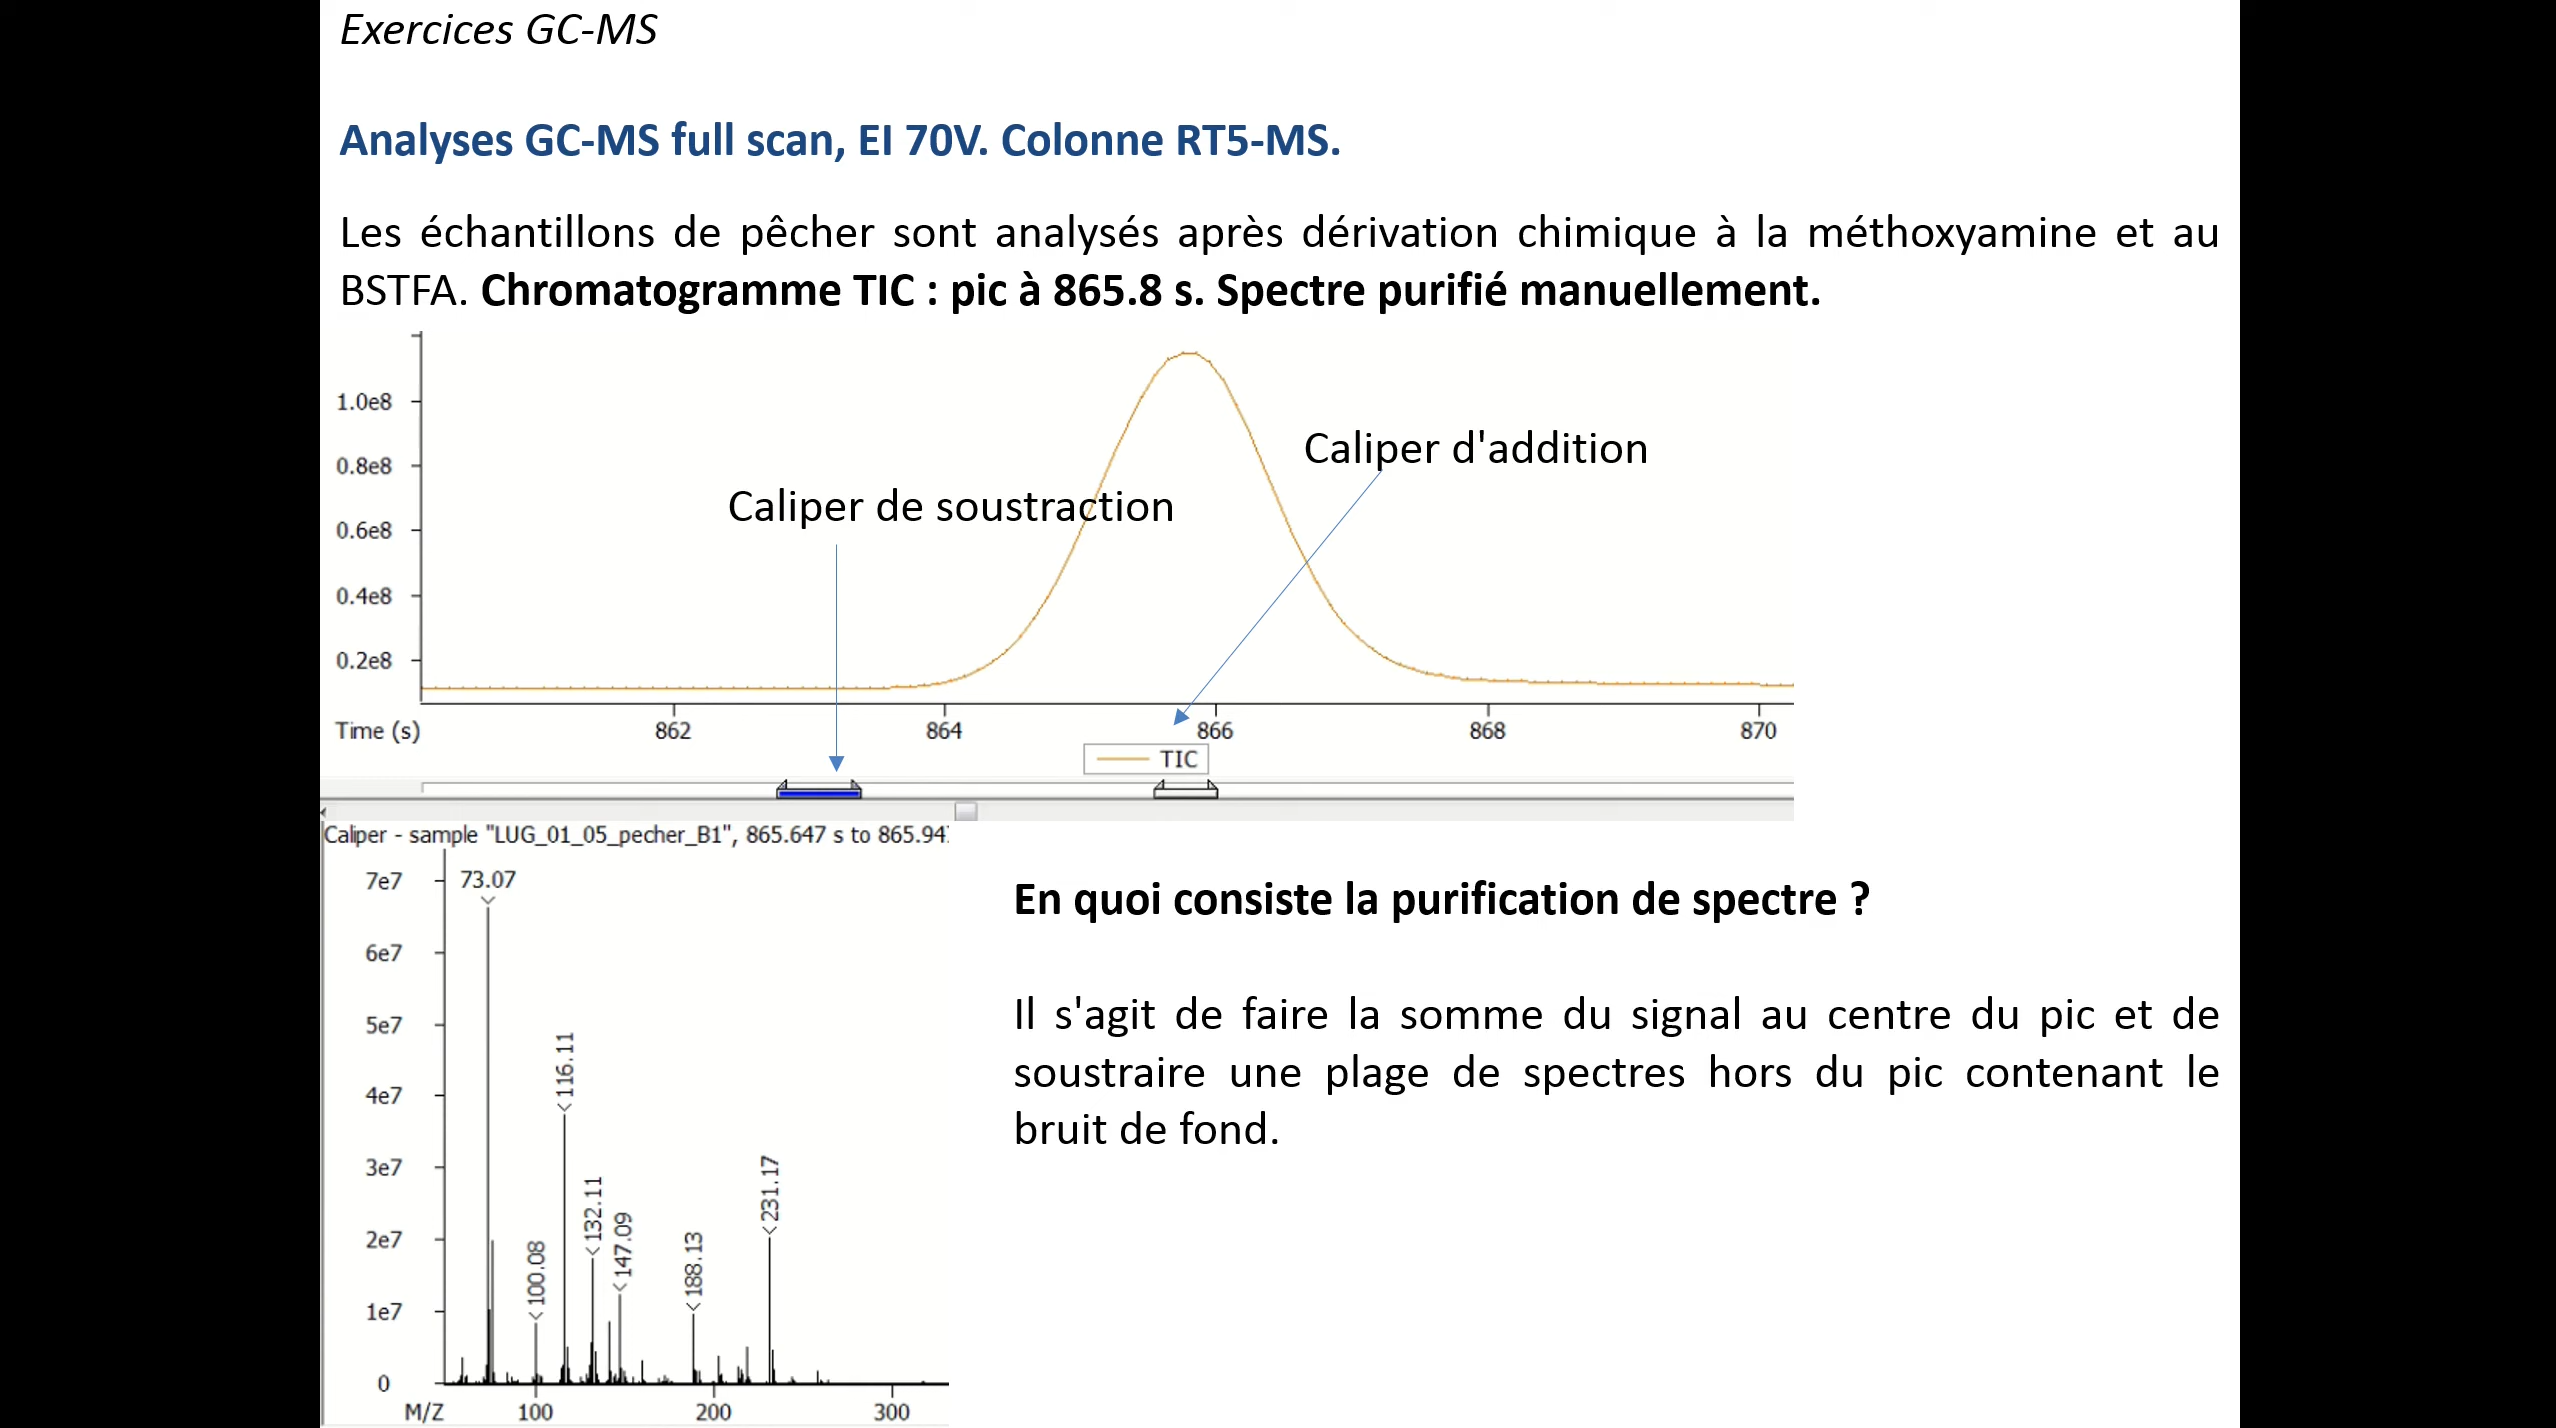 Exercices GC-MS
Analyses GC-MS full scan, EI 70V. Colonne RT5-MS.
Les échantillons de pêcher sont analysés après dérivation chimique à la méthoxyamine et au
BSTFA. Chromatogramme TIC : pic à 865.8 s. Spectre purifié manuellement.
1.0e8
0.8e8
0.6e8
0.4e8
0.2e8
Caliper d'addition
Caliper de soustraction
Time (s)
862
864
866
868
870
TIC
Caliper - sample "LUG_01_05_pecher_B1", 865.647 s to 865.94
7e7
6e7
5e7
4e7
3e7
2e7
1e7
0
73.07
100.08
116.11
132.11
147.09
188.13
231.17
M/Z
100
200
300
En quoi consiste la purification de spectre ?
Il s'agit de faire la somme du signal au centre du pic et de
soustraire une plage de spectres hors du pic contenant le
bruit de fond.